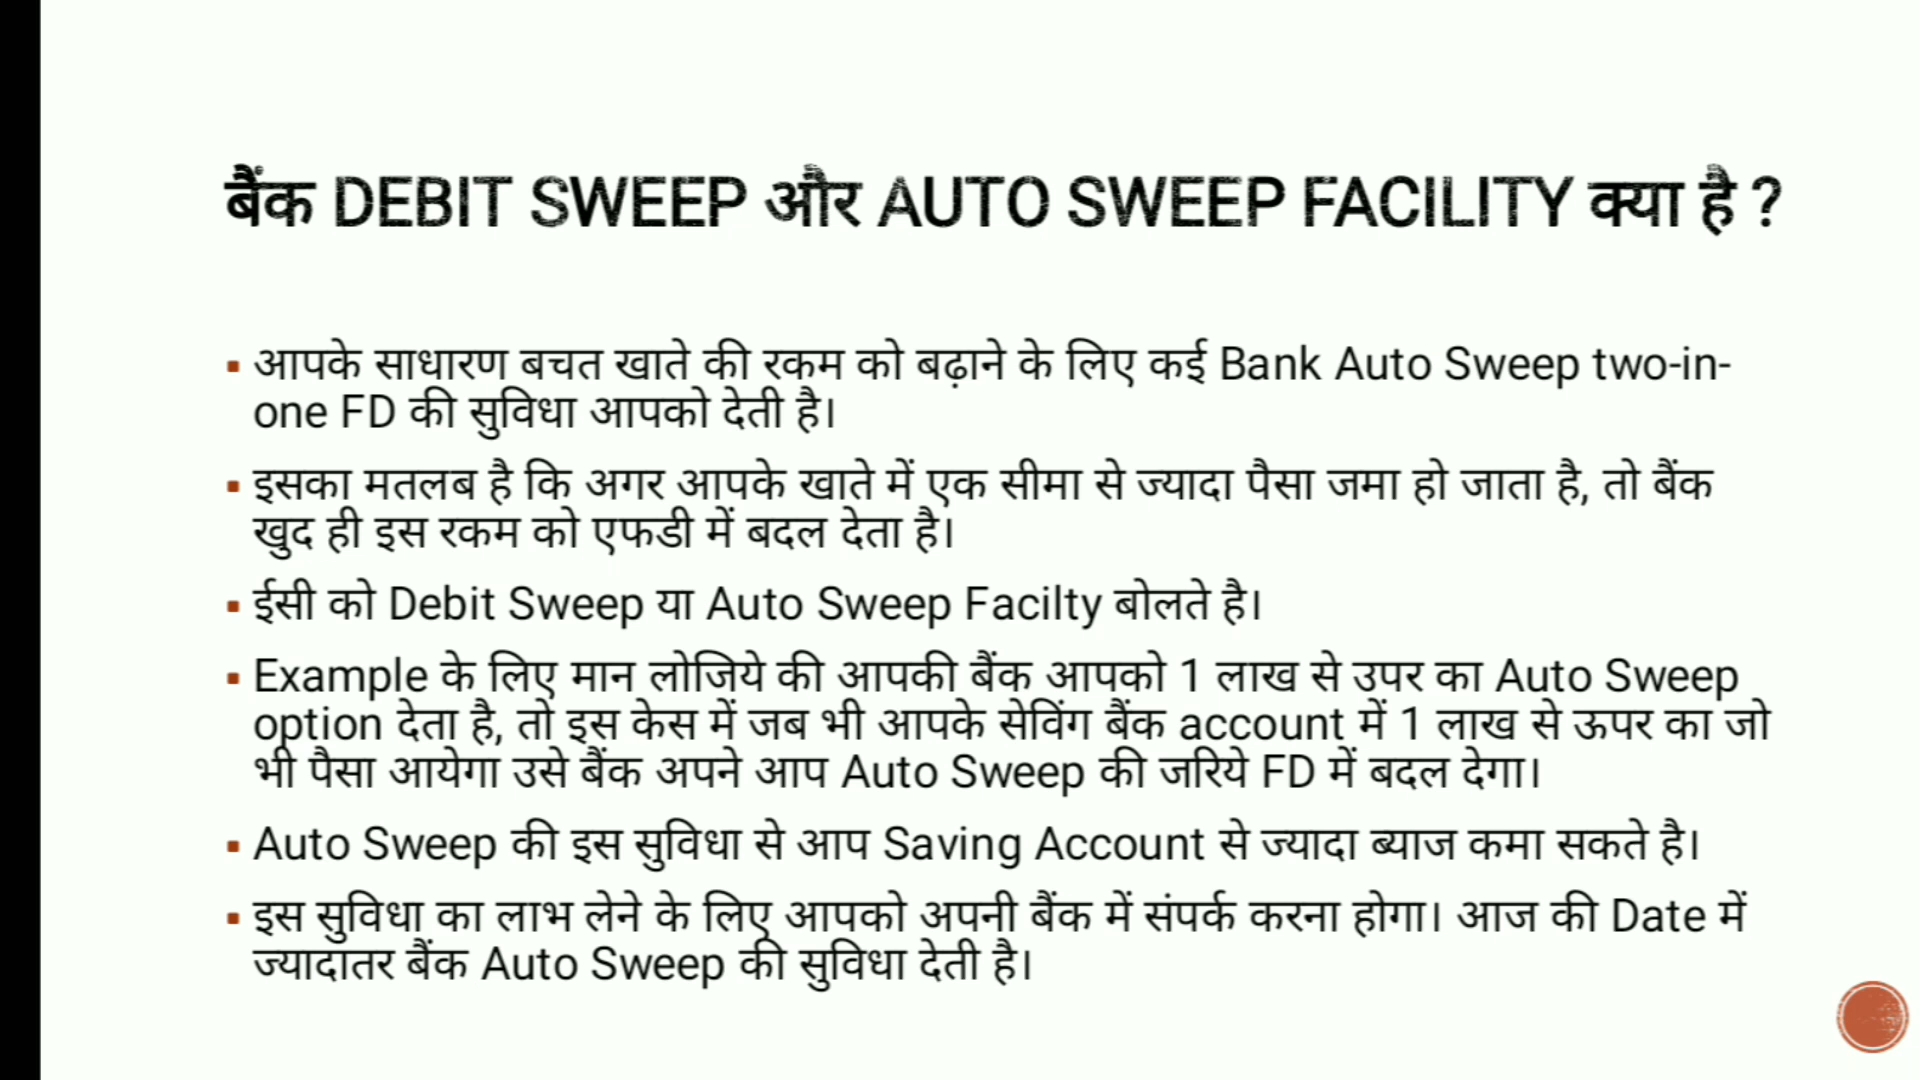 बैंक DEBIT SWEEP और AUTO SWEEP FACILITY क्या है ?
▪ आपके साधारण बचत खाते की रकम को बढ़ाने के लिए कई Bank Auto Sweep two-in-
one FD की सुविधा आपको देती है।
▪ इसका मतलब है कि अगर आपके खाते में एक सीमा से ज्यादा पैसा जमा हो जाता है, तो बैंक
खुद ही इस रकम को एफडी में बदल देता है।
▪ ईसी को Debit Sweep या Auto Sweep Facilty बोलते है।
▪ Example के लिए मान लोजिये की आपकी बैंक आपको 1 लाख से उपर का Auto Sweep
option देता है, तो इस केस में जब भी आपके सेविंग बैंक account में 1 लाख से ऊपर का जो
भी पैसा आयेगा उसे बैंक अपने आप Auto Sweep की जरिये FD में बदल देगा।
▪ Auto Sweep की इस सुविधा से आप Saving Account से ज्यादा ब्याज कमा सकते है।
▪ इस सुविधा का लाभ लेने के लिए आपको अपनी बैंक में संपर्क करना होगा। आज की Date में
ज्यादातर बैंक Auto Sweep की सुविधा देती है।